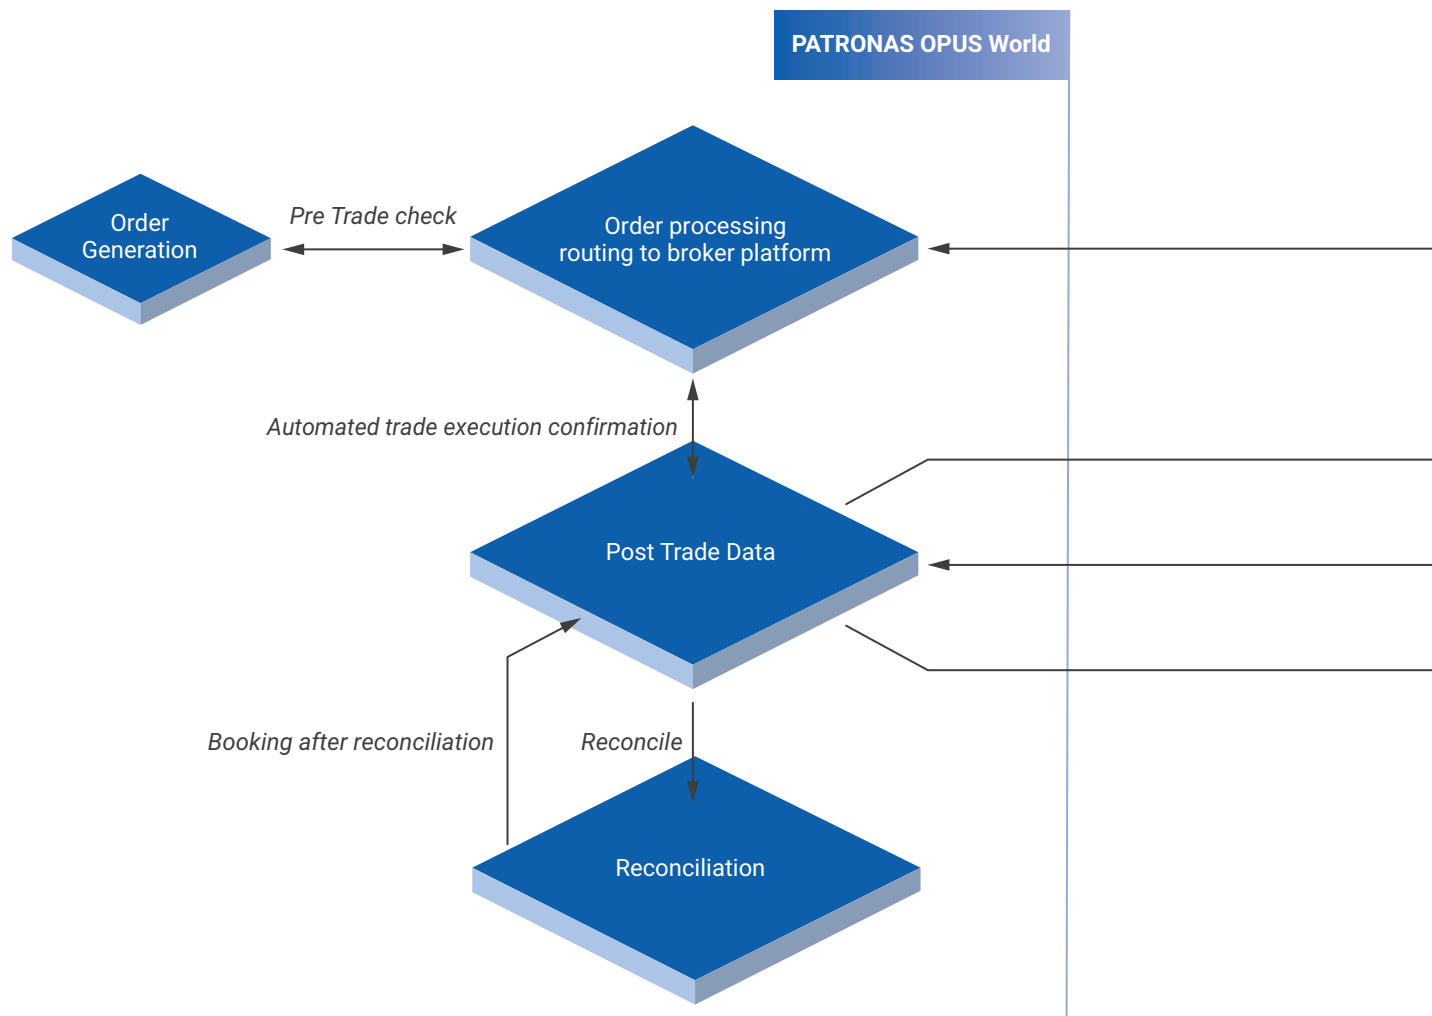 PATRONAS OPUS World
Order
Generation
Pre Trade check
Order processing
routing to broker platform
Automated trade execution confirmation
Post Trade Data
Booking after reconciliation
Reconcile
Reconciliation